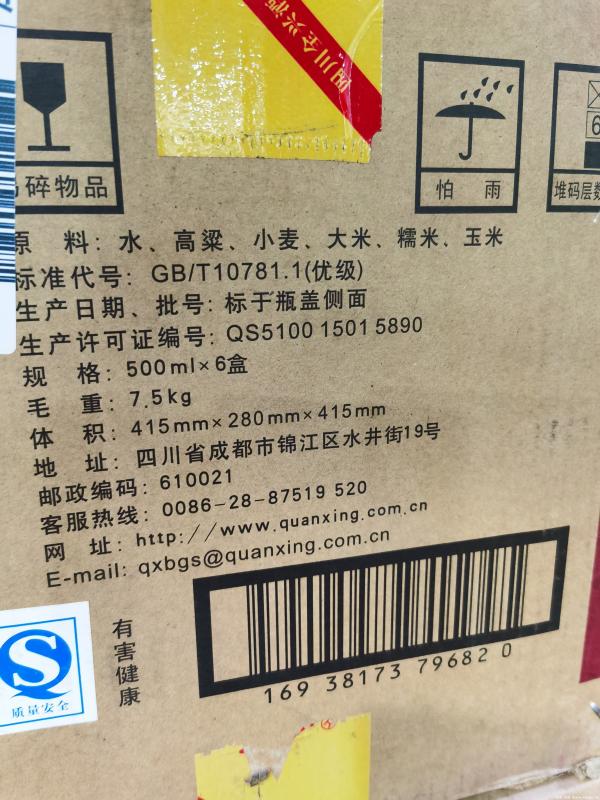 四川全兴酒
碎物品
怕 雨
堆码层数
6
原 料：水、高粱、小麦、大米、糯米、玉米
标准代号：GB/T10781.1(优级)
生产日期、批号：标于瓶盖侧面
生产许可证编号：QS5100 1501 5890
规 格：500ml×6盒
毛 重：7.5kg
体 积：415mm×280mm×415mm
地 址：四川省成都市锦江区水井街19号
邮政编码：610021
客服热线：0086-28-87519 520
网 址：http://www.quanxing.com.cn
E-mail：qxbgs@quanxing.com.cn
169 38173 79682 0
有害健康
质量安全